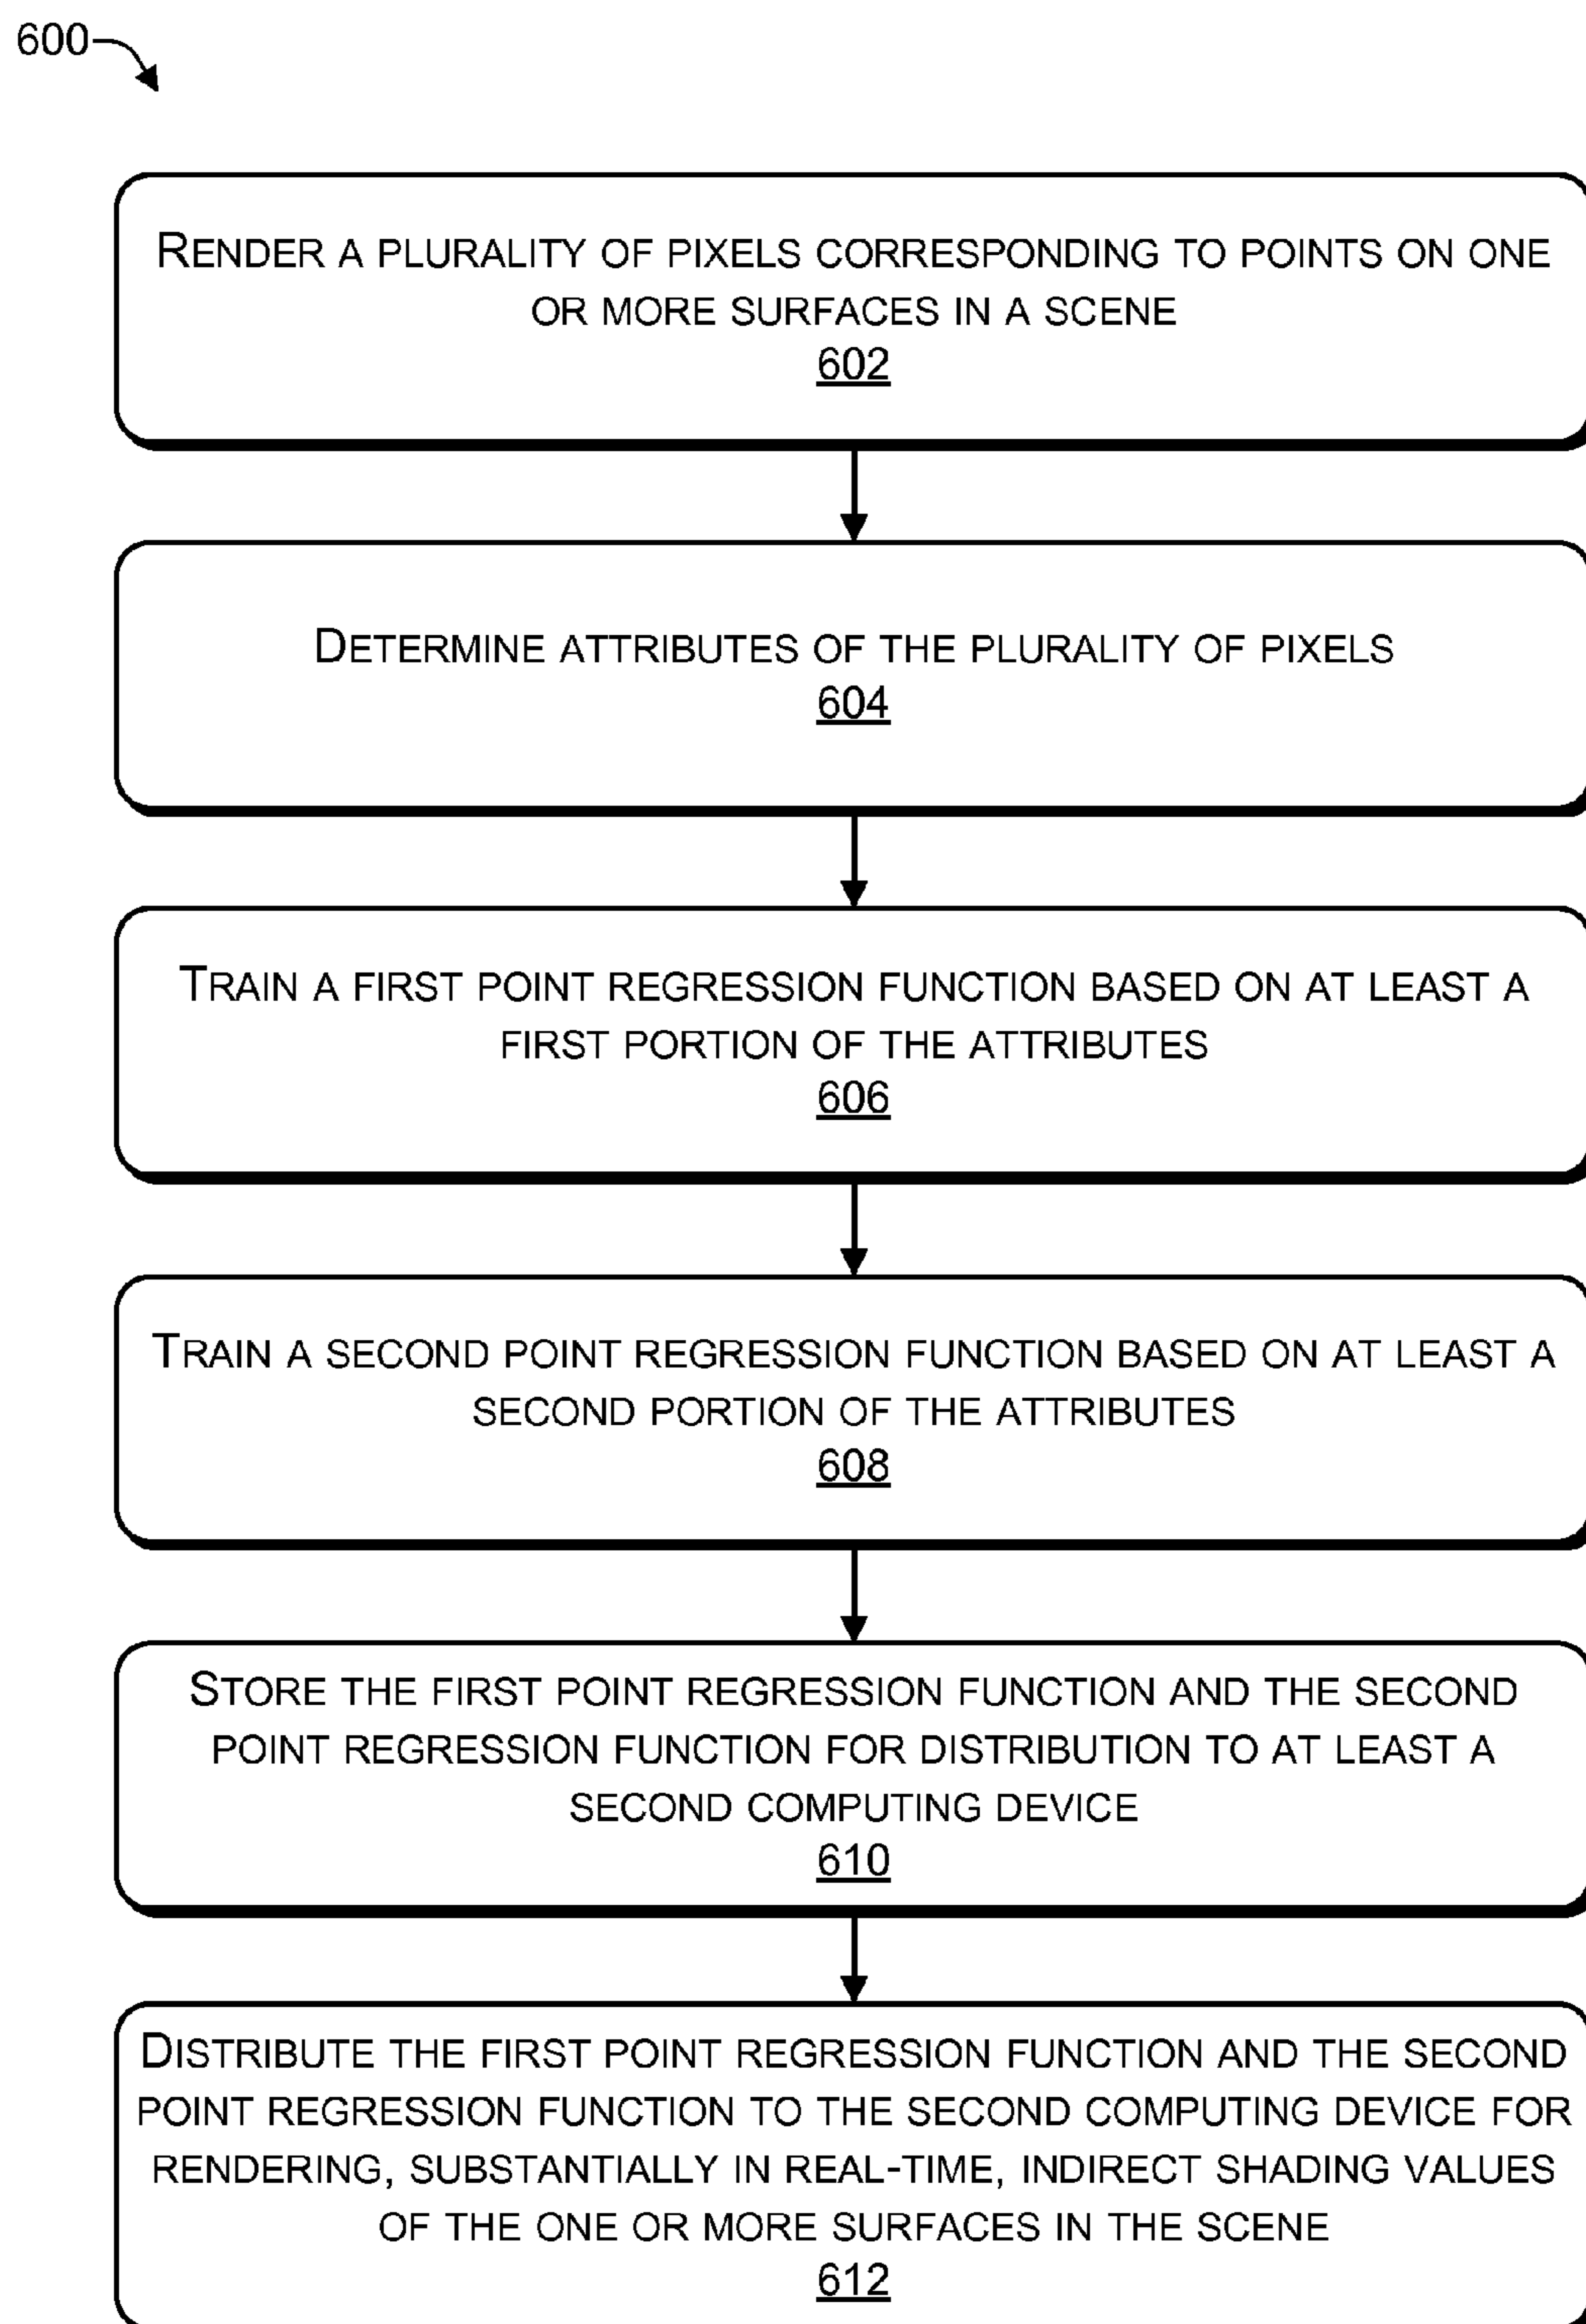 600
RENDER A PLURALITY OF PIXELS CORRESPONDING TO POINTS ON ONE
OR MORE SURFACES IN A SCENE
602
DETERMINE ATTRIBUTES OF THE PLURALITY OF PIXELS
604
TRAIN A FIRST POINT REGRESSION FUNCTION BASED ON AT LEAST A
FIRST PORTION OF THE ATTRIBUTES
606
TRAIN A SECOND POINT REGRESSION FUNCTION BASED ON AT LEAST A
SECOND PORTION OF THE ATTRIBUTES
608
STORE THE FIRST POINT REGRESSION FUNCTION AND THE SECOND
POINT REGRESSION FUNCTION FOR DISTRIBUTION TO AT LEAST A
SECOND COMPUTING DEVICE
610
DISTRIBUTE THE FIRST POINT REGRESSION FUNCTION AND THE SECOND
POINT REGRESSION FUNCTION TO THE SECOND COMPUTING DEVICE FOR
RENDERING, SUBSTANTIALLY IN REAL-TIME, INDIRECT SHADING VALUES
OF THE ONE OR MORE SURFACES IN THE SCENE
612